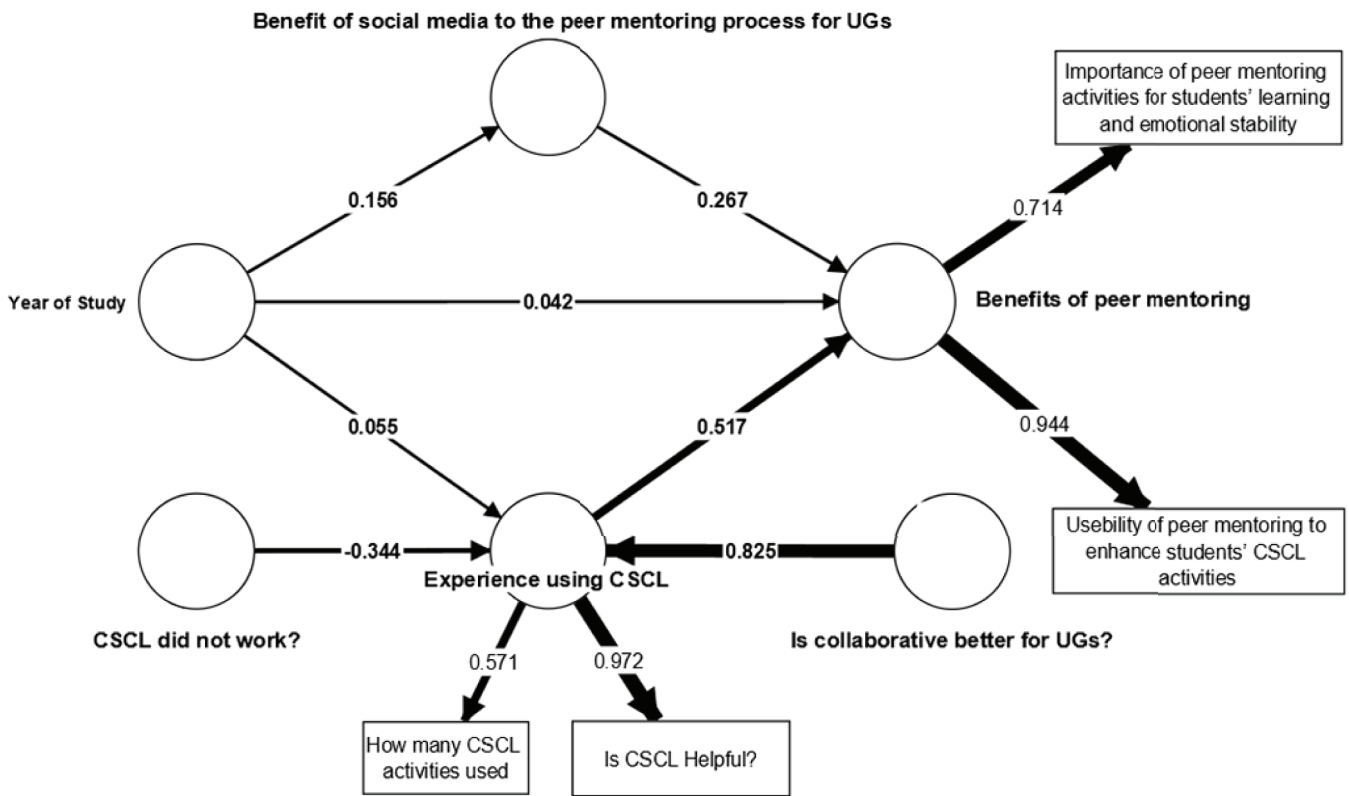 Benefit of social media to the peer mentoring process for UGs
Importance of peer mentoring
activities for students’ learning
and emotional stability
0.156
0.267
0.714
Year of Study
0.042
Benefits of peer mentoring
0.055
0.517
0.944
-0.344
0.825
Experience using CSCL
Usebility of peer mentoring to
enhance students’ CSCL
activities
CSCL did not work?
Is collaborative better for UGs?
0.571
0.972
How many CSCL
activities used
Is CSCL Helpful?